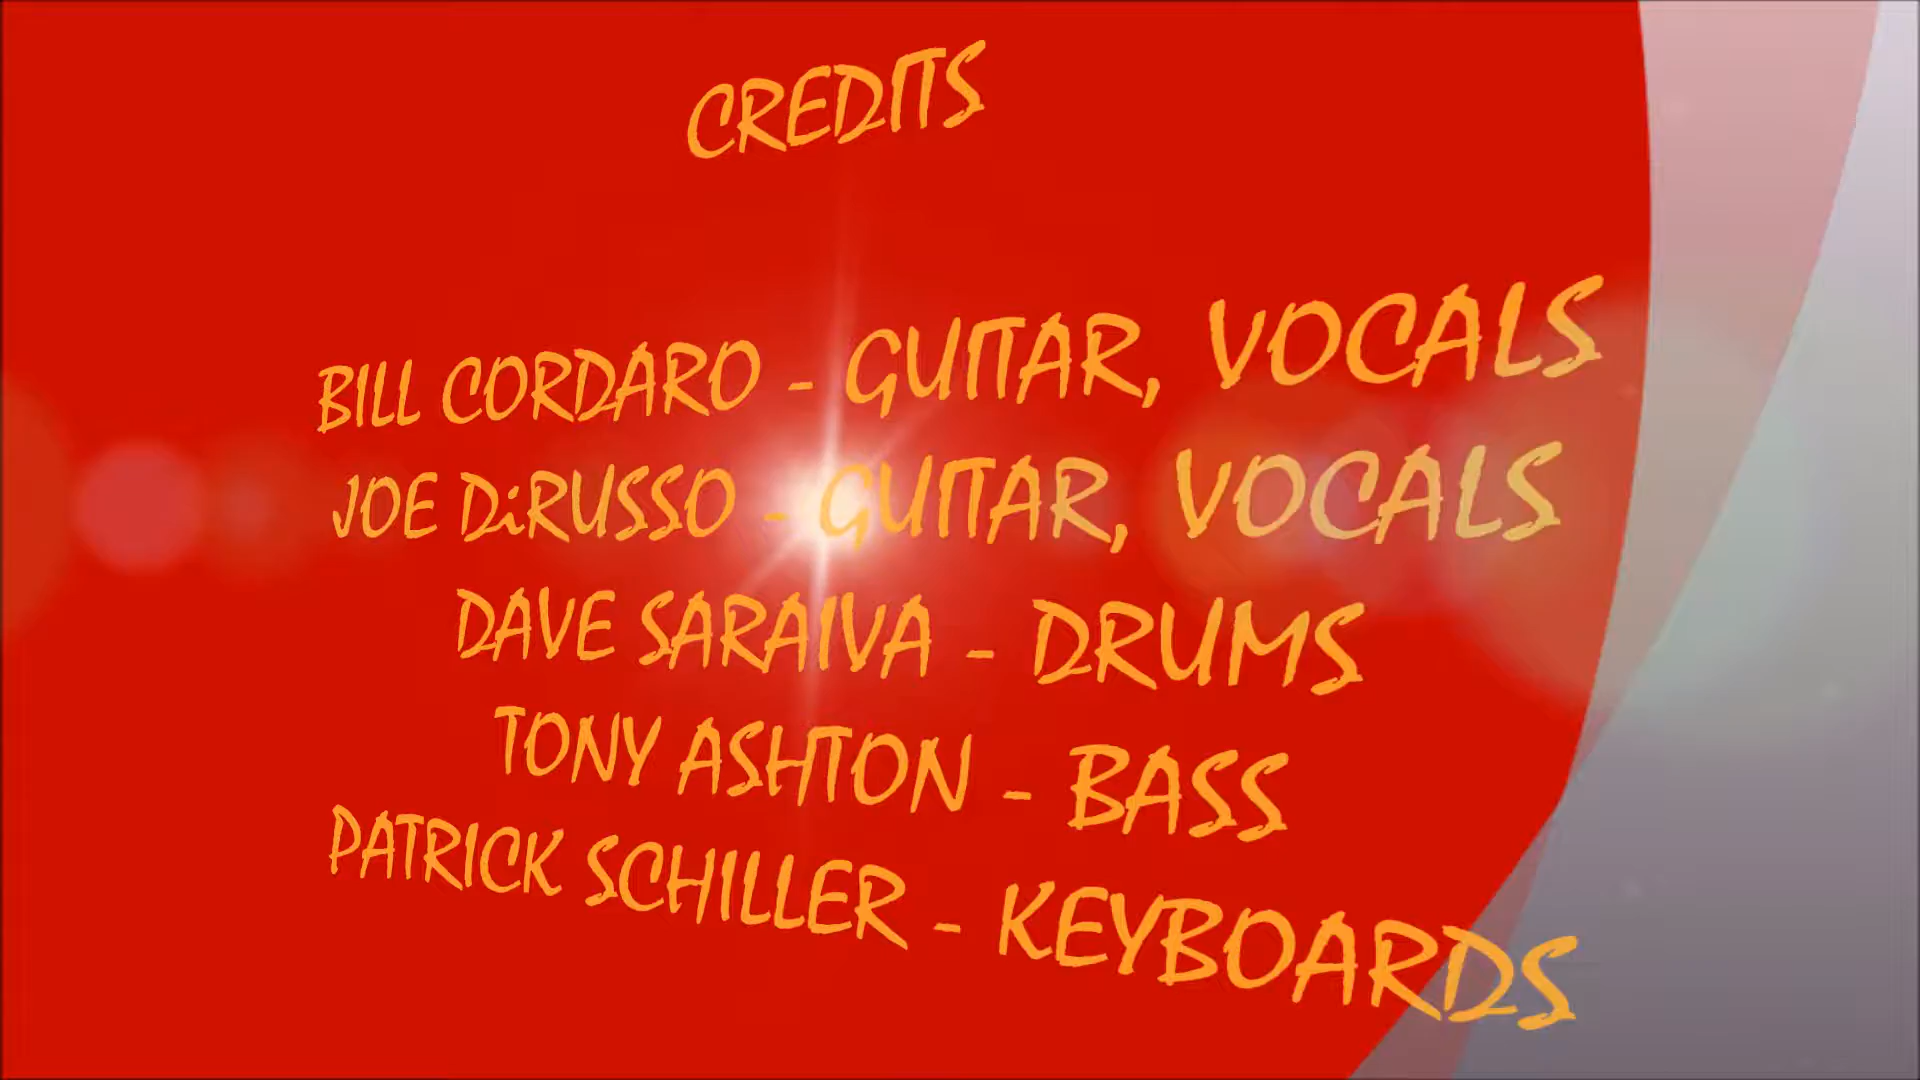 CREDITS
BILL CORDARO - GUITAR, VOCALS
JOE DiRUSSO - GUITAR, VOCALS
DAVE SARAIVA - DRUMS
TONY ASHTON - BASS
PATRICK SCHILLER - KEYBOARDS